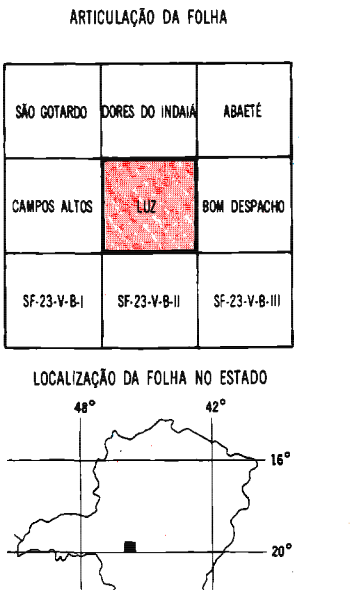 ARTICULAÇÃO DA FOLHA
SÃO GOTARDO DORES DO INDAIÁ ABAETÉ
CAMPOS ALTOS LUZ BOM DESPACHO
SF-23-V-B-I SF-23-V-B-II SF-23-V-B-III
LOCALIZAÇÃO DA FOLHA NO ESTADO
48° 42°
16°
20°